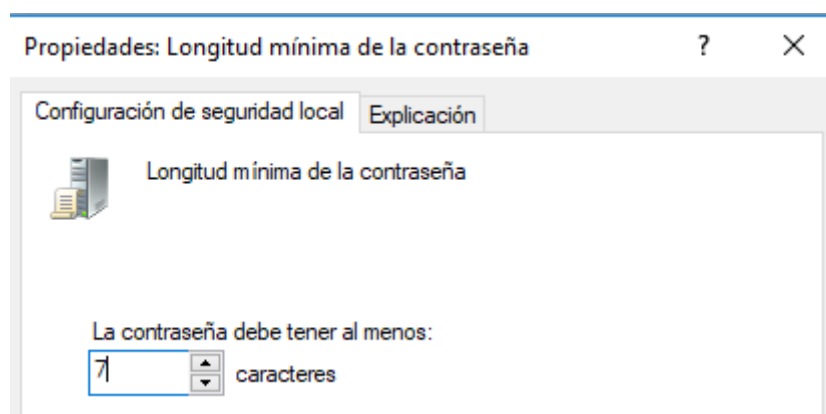 Propiedades: Longitud mínima de la contraseña ? ×
Configuración de seguridad local Explicación
Longitud mínima de la contraseña
La contraseña debe tener al menos:
7 caracteres